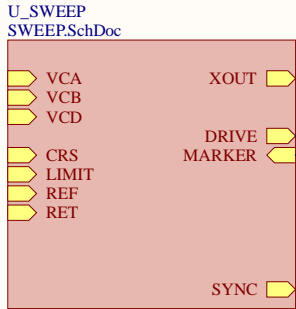 U_SWEEP
SWEEP.SchDoc
VCA
XOUT
VCB
VCD
DRIVE
CRS
MARKER
LIMIT
REF
RET
SYNC